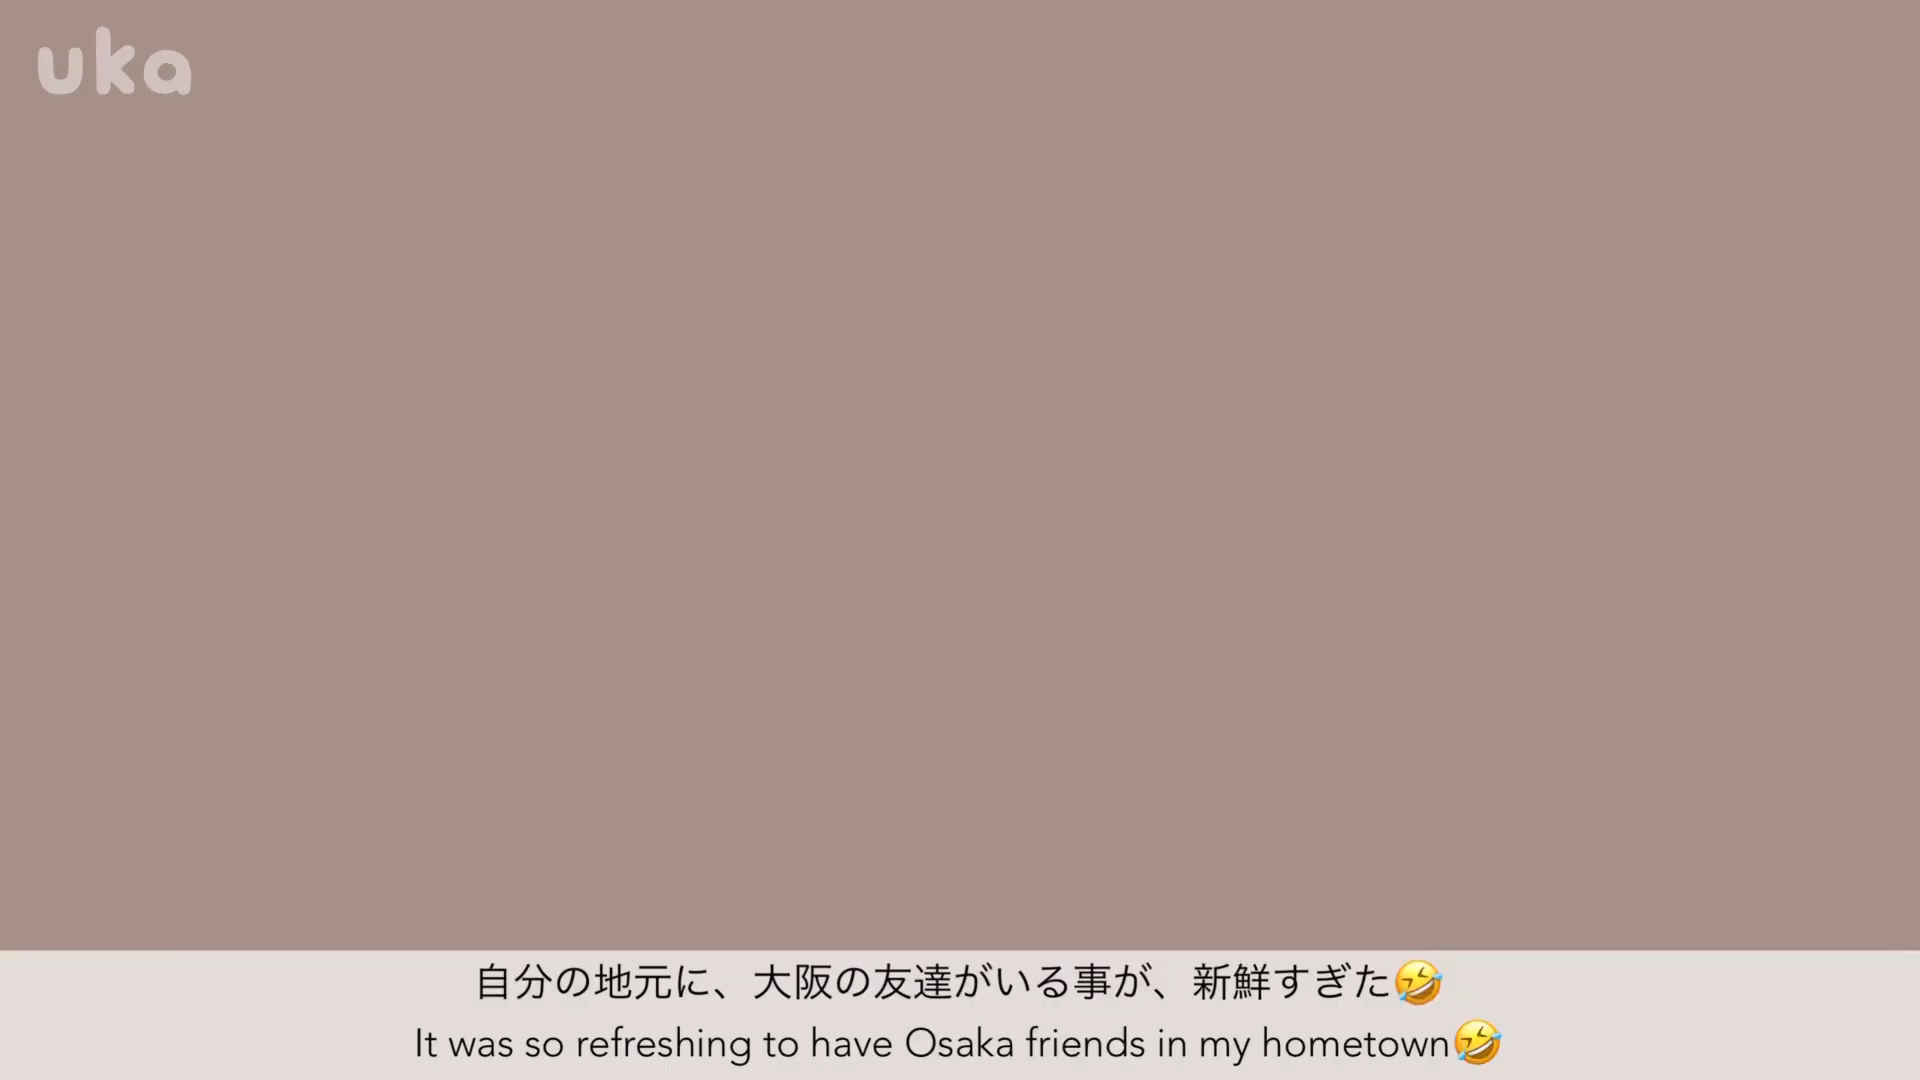 uka
自分の地元に、大阪の友達がいる事が、新鮮すぎた🤣
It was so refreshing to have Osaka friends in my hometown🤣